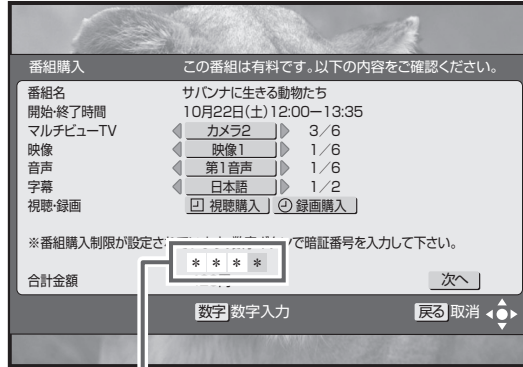 番組購入 この番組は有料です。以下の内容をご確認ください。
番組名 サバンナに生きる動物たち
開始・終了時間 10月22日(土)12:00ー13:35
マルチビューTV カメラ2 3/6
映像 映像1 1/6
音声 第1音声 1/6
字幕 日本語 1/2
視聴・録画 視聴購入 録画購入
※番組購入制限が設定さ で暗証番号を入力して下さい。
* * * *
合計金額 次へ
数字 数字入力 戻る 取消